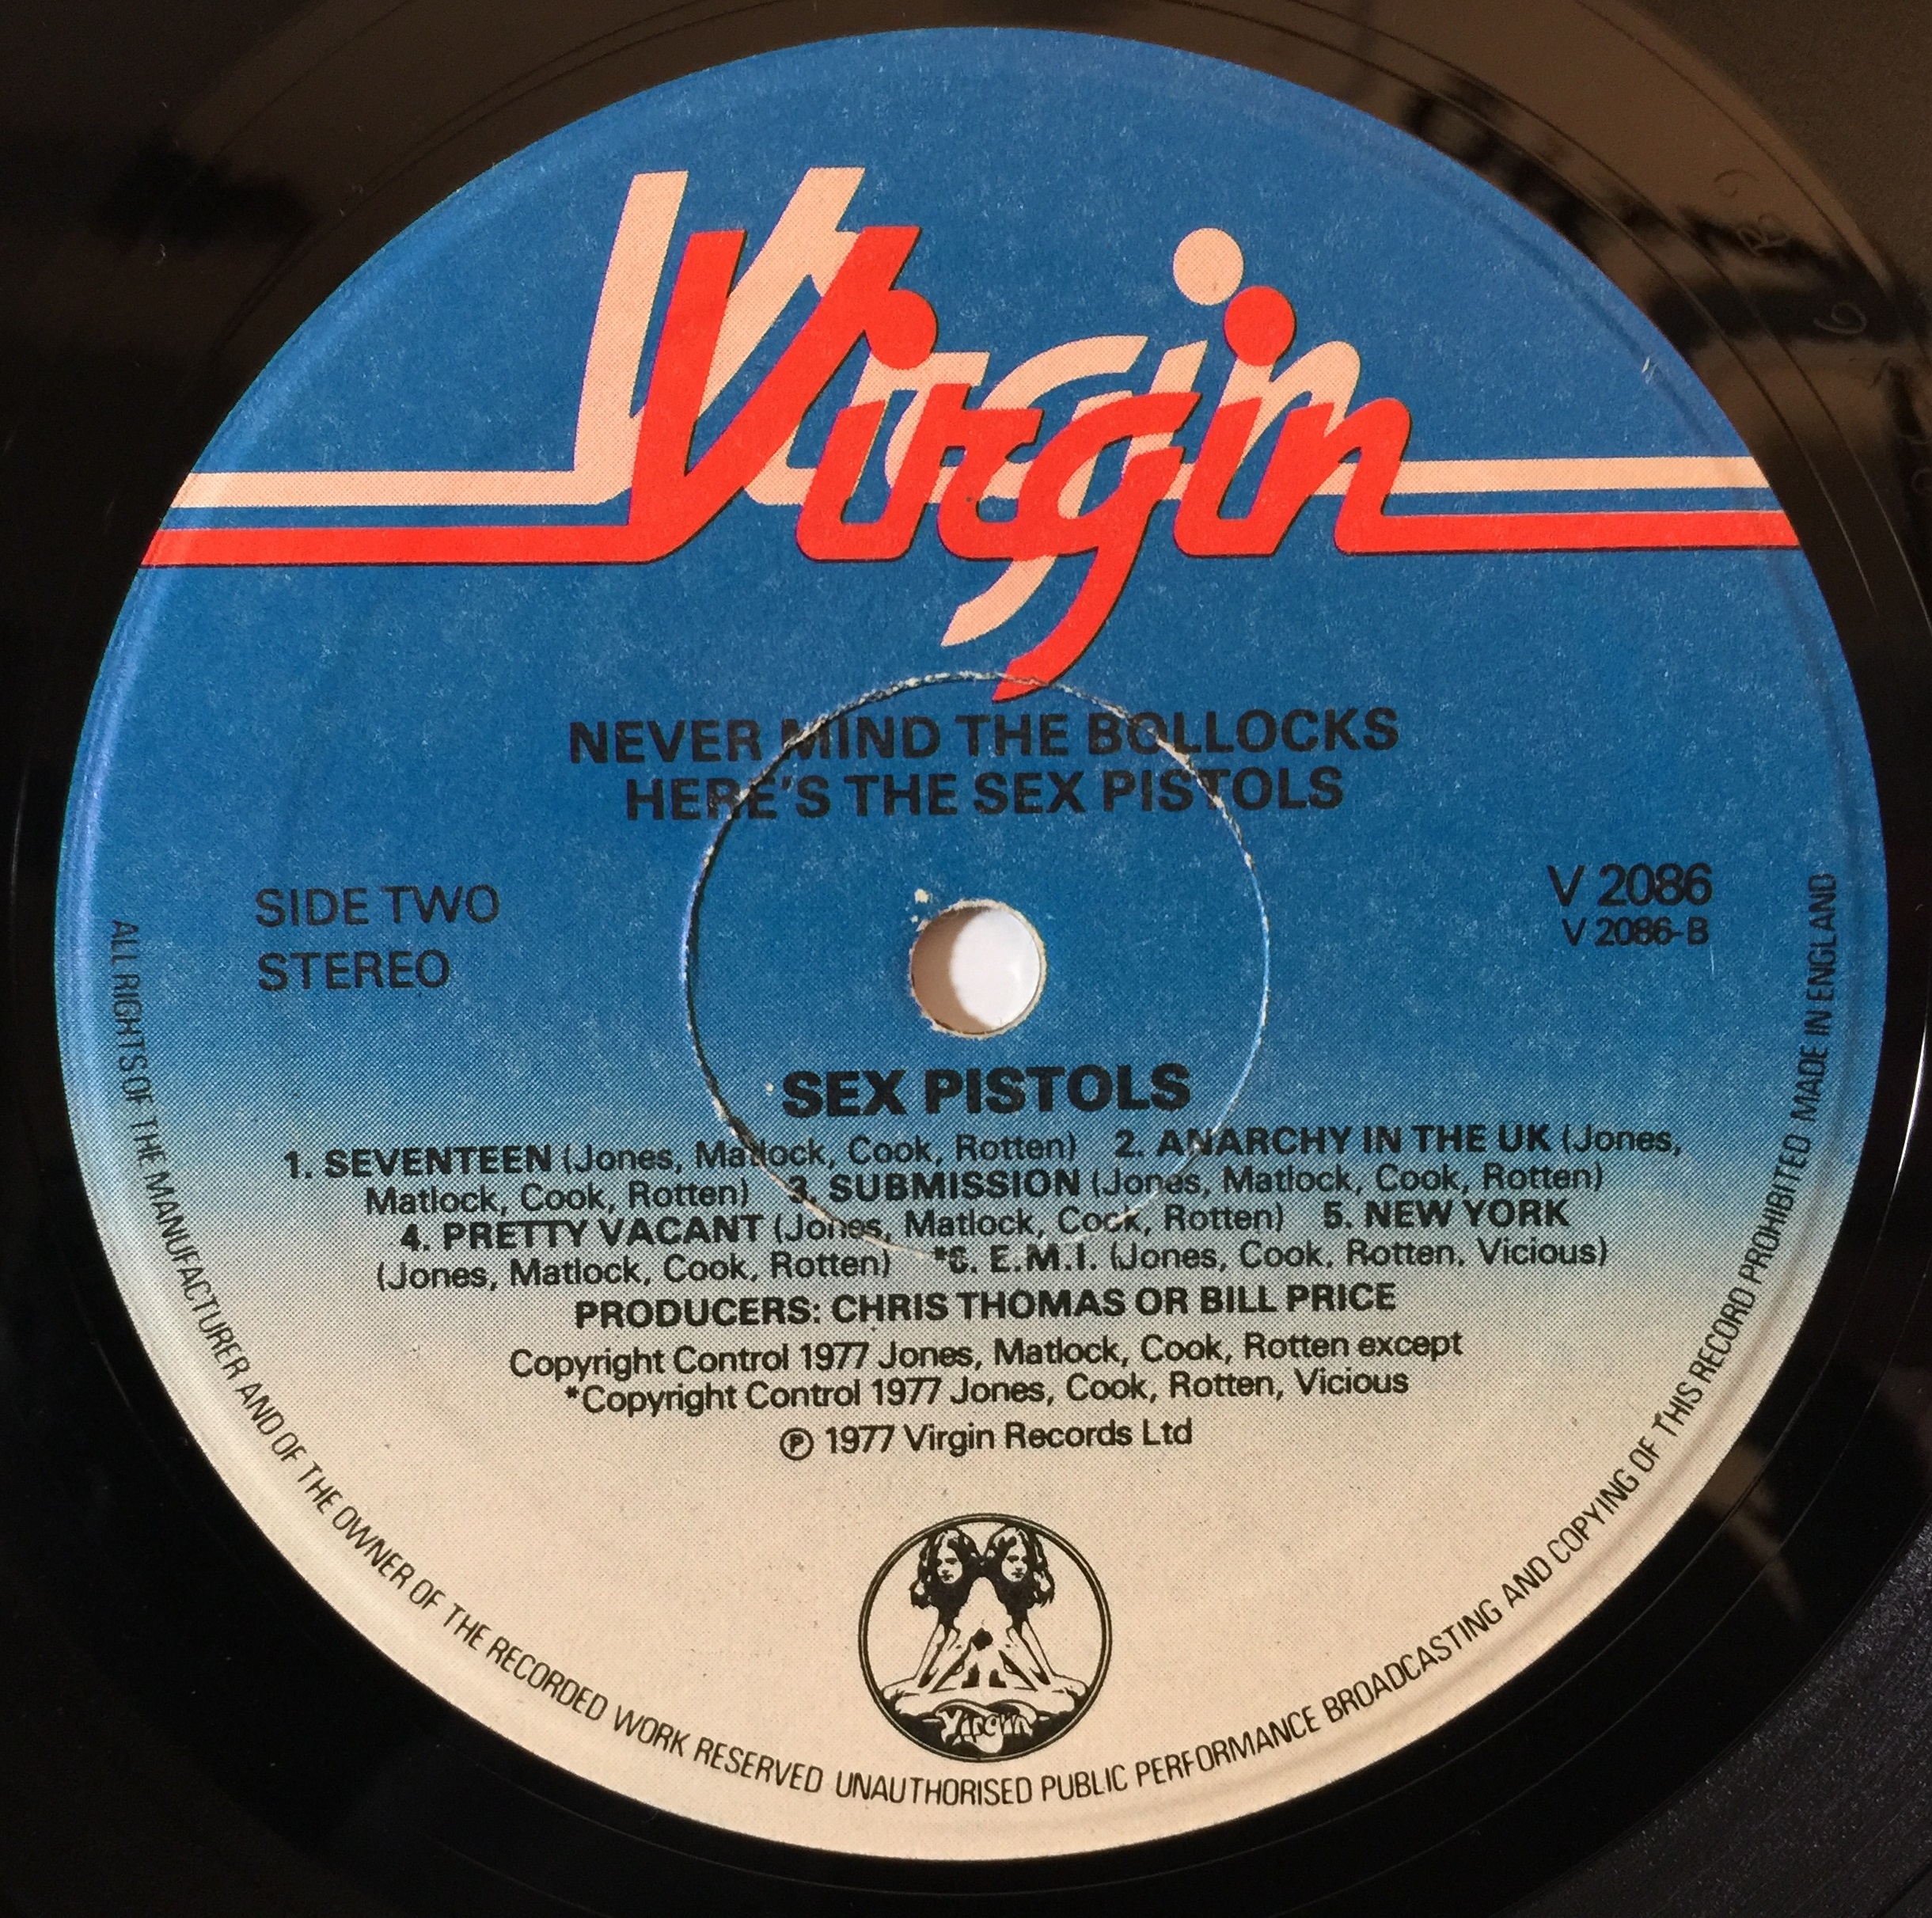 Virgin
NEVER MIND THE BOLLOCKS
HERE'S THE SEX PISTOLS
SIDE TWO
STEREO
V 2086
V 2086-B
SEX PISTOLS
1. SEVENTEEN (Jones, Matlock, Cook, Rotten) 2. ANARCHY IN THE UK (Jones,
Matlock, Cook, Rotten) 3. SUBMISSION (Jones, Matlock, Cook, Rotten)
4. PRETTY VACANT (Jones, Matlock, Cook, Rotten) 5. NEW YORK
(Jones, Matlock, Cook, Rotten) *6. E.M.I. (Jones, Cook, Rotten, Vicious)
PRODUCERS: CHRIS THOMAS OR BILL PRICE
Copyright Control 1977 Jones, Matlock, Cook, Rotten except
*Copyright Control 1977 Jones, Cook, Rotten, Vicious
℗ 1977 Virgin Records Ltd
Virgin
ALL RIGHTS OF THE MANUFACTURER AND OF THE OWNER OF THE RECORDED WORK RESERVED UNAUTHORISED PUBLIC PERFORMANCE BROADCASTING AND COPYING OF THIS RECORD PROHIBITED MADE IN ENGLAND